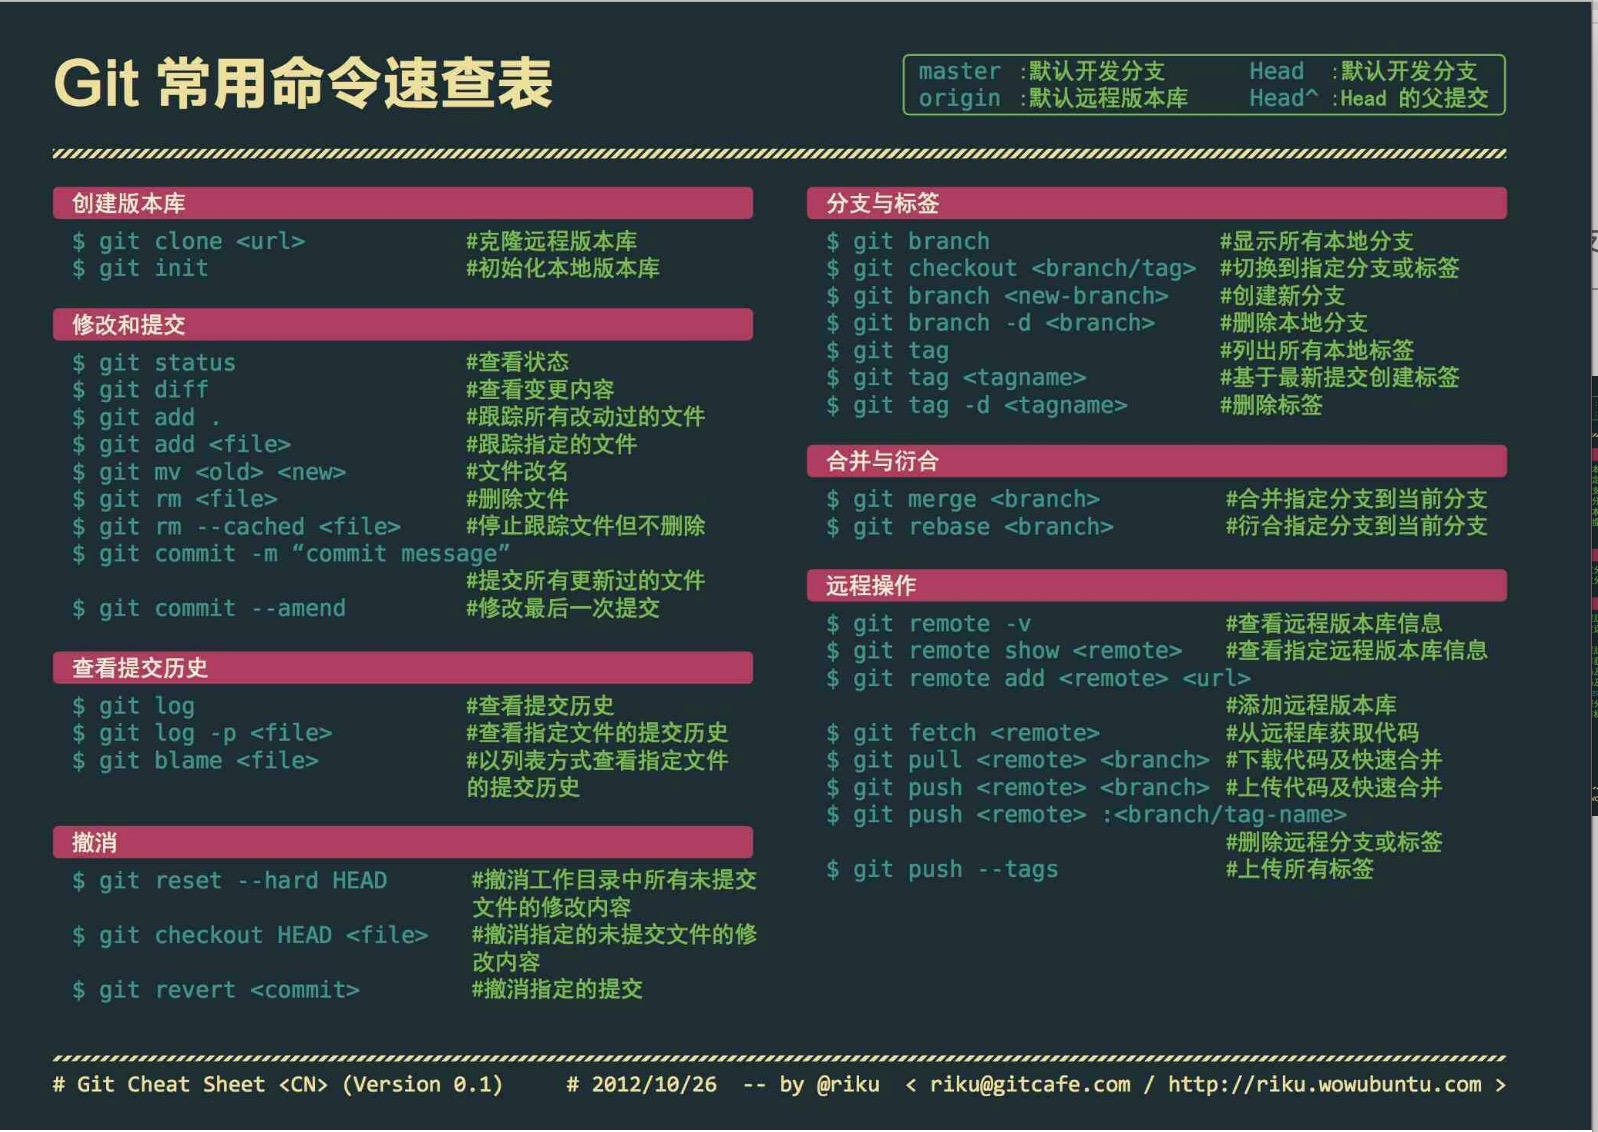 Git 常用命令速查表
master :默认开发分支 Head :默认开发分支
origin :默认远程版本库 Head^ :Head 的父提交
创建版本库
$ git clone <url> #克隆远程版本库
$ git init #初始化本地版本库
修改和提交
$ git status #查看状态
$ git diff #查看变更内容
$ git add . #跟踪所有改动过的文件
$ git add <file> #跟踪指定的文件
$ git mv <old> <new> #文件改名
$ git rm <file> #删除文件
$ git rm --cached <file> #停止跟踪文件但不删除
$ git commit -m “commit message”
#提交所有更新过的文件
$ git commit --amend #修改最后一次提交
查看提交历史
$ git log #查看提交历史
$ git log -p <file> #查看指定文件的提交历史
$ git blame <file> #以列表方式查看指定文件
的提交历史
撤消
$ git reset --hard HEAD #撤消工作目录中所有未提交
文件的修改内容
$ git checkout HEAD <file> #撤消指定的未提交文件的修
改内容
$ git revert <commit> #撤消指定的提交
分支与标签
$ git branch #显示所有本地分支
$ git checkout <branch/tag> #切换到指定分支或标签
$ git branch <new-branch> #创建新分支
$ git branch -d <branch> #删除本地分支
$ git tag #列出所有本地标签
$ git tag <tagname> #基于最新提交创建标签
$ git tag -d <tagname> #删除标签
合并与衍合
$ git merge <branch> #合并指定分支到当前分支
$ git rebase <branch> #衍合指定分支到当前分支
远程操作
$ git remote -v #查看远程版本库信息
$ git remote show <remote> #查看指定远程版本库信息
$ git remote add <remote> <url>
#添加远程版本库
$ git fetch <remote> #从远程库获取代码
$ git pull <remote> <branch> #下载代码及快速合并
$ git push <remote> <branch> #上传代码及快速合并
$ git push <remote> :<branch/tag-name>
#删除远程分支或标签
$ git push --tags #上传所有标签
# Git Cheat Sheet <CN> (Version 0.1) # 2012/10/26 -- by @riku < riku@gitcafe.com / http://riku.wowubuntu.com >